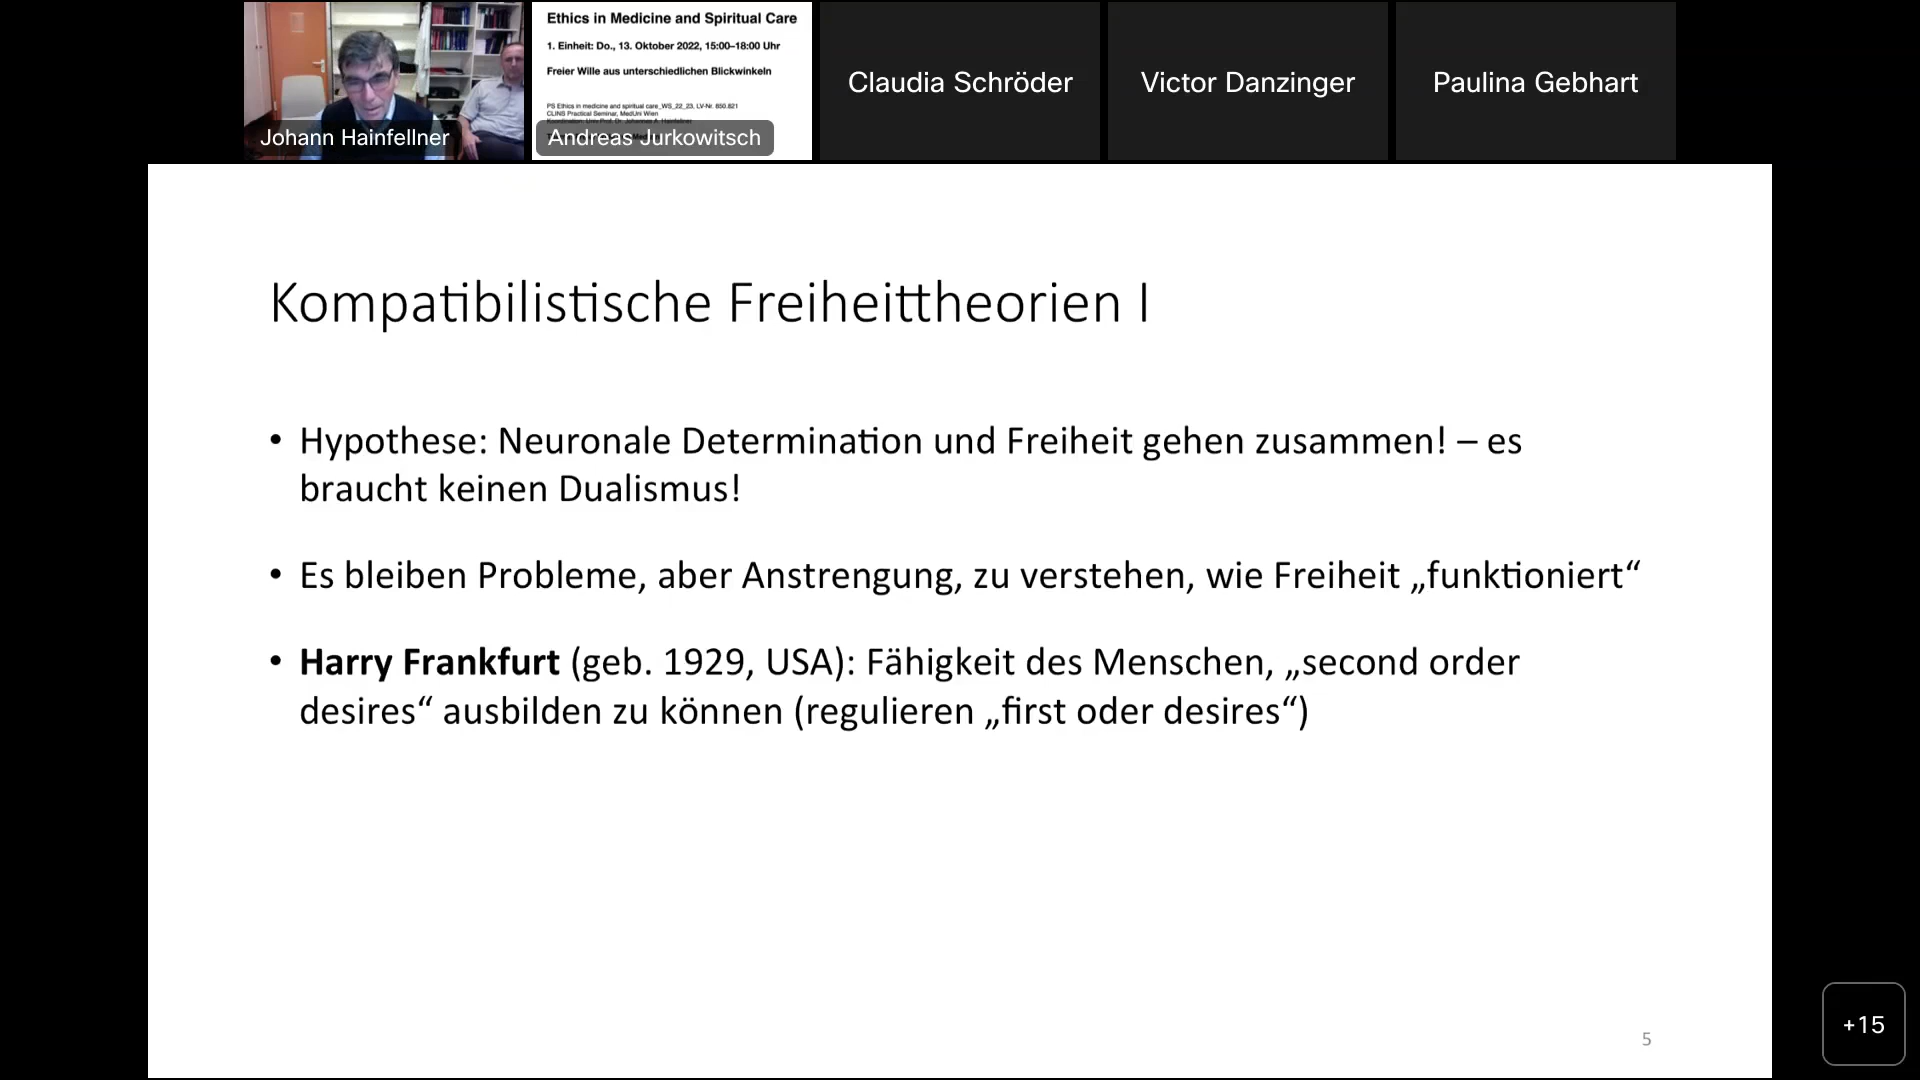 Ethics in Medicine and Spiritual Care
1. Einheit: Do., 13. Oktober 2022, 15:00–18:00 Uhr
Freier Wille aus unterschiedlichen Blickwinkeln
PS Ethics in medicine and spiritual care_WS_22_23, LV-Nr. 850.821
CLINS Practical Seminar, MedUni Wien
Johann Hainfellner
Andreas Jurkowitsch
Claudia Schröder
Victor Danzinger
Paulina Gebhart
Kompatibilistische Freiheittheorien I
• Hypothese: Neuronale Determination und Freiheit gehen zusammen! – es
braucht keinen Dualismus!
• Es bleiben Probleme, aber Anstrengung, zu verstehen, wie Freiheit „funktioniert“
• Harry Frankfurt (geb. 1929, USA): Fähigkeit des Menschen, „second order
desires“ ausbilden zu können (regulieren „first oder desires“)
5
+15